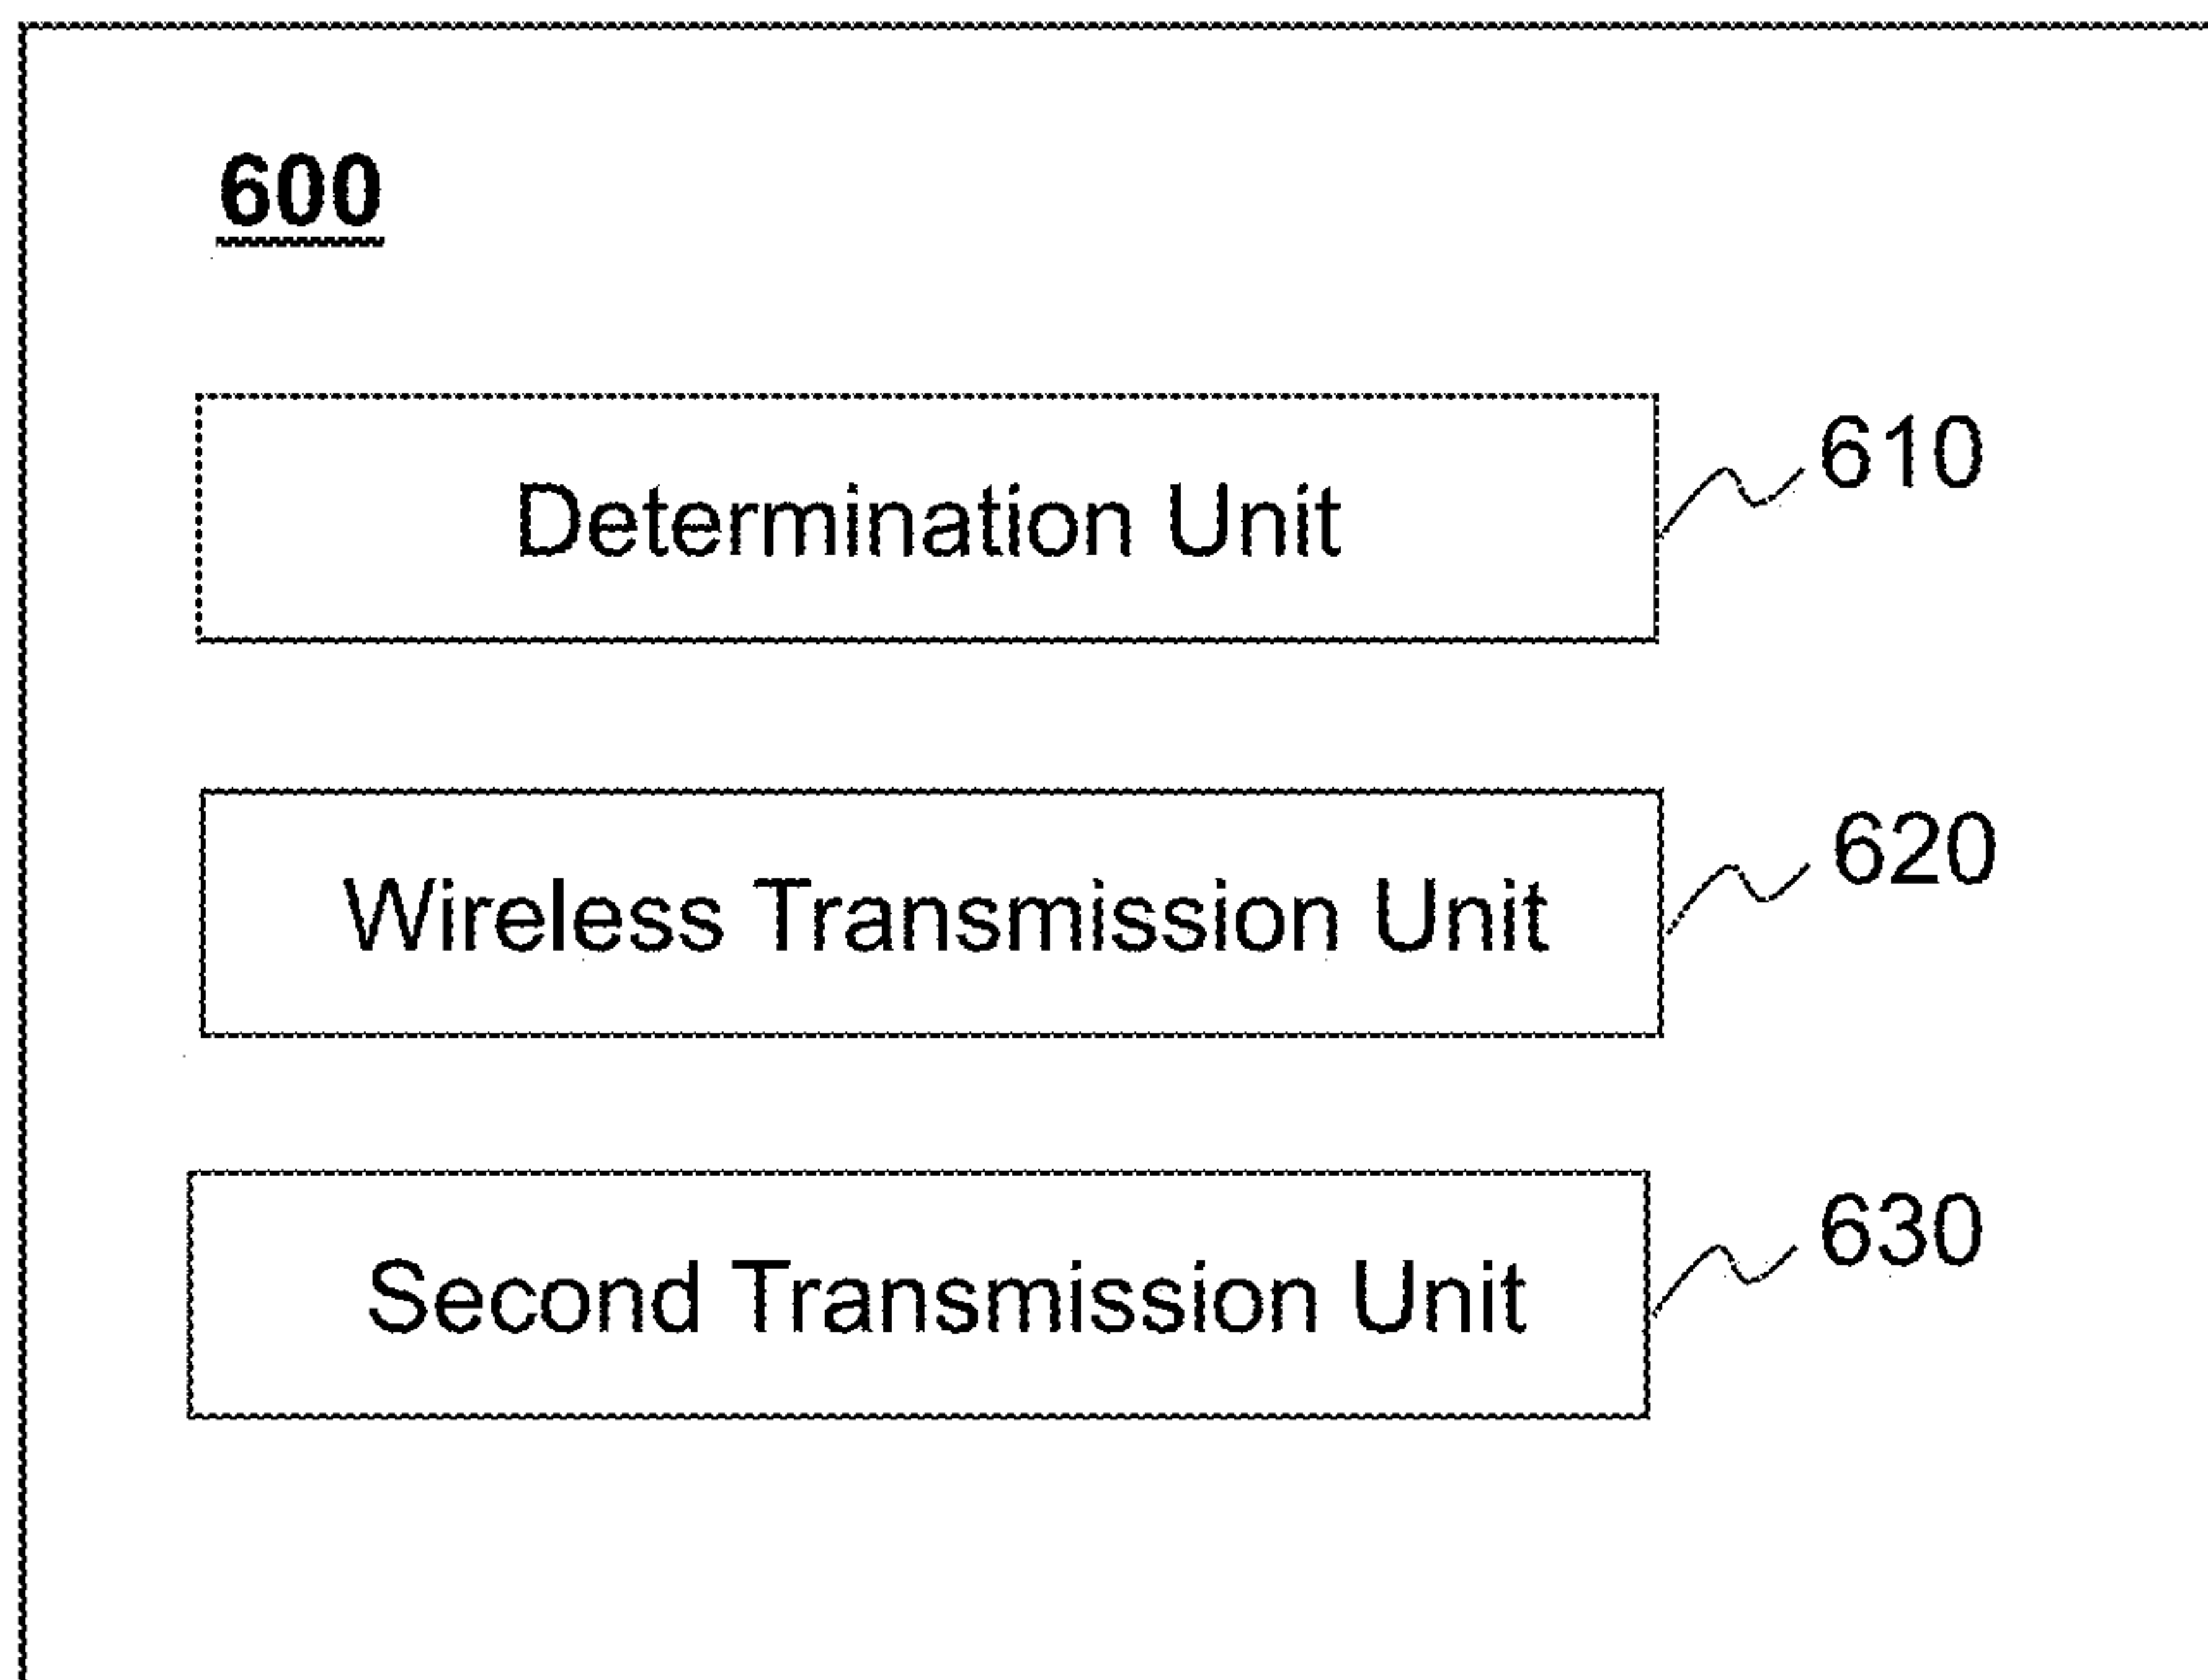 600
Determination Unit
610
Wireless Transmission Unit
620
Second Transmission Unit
630